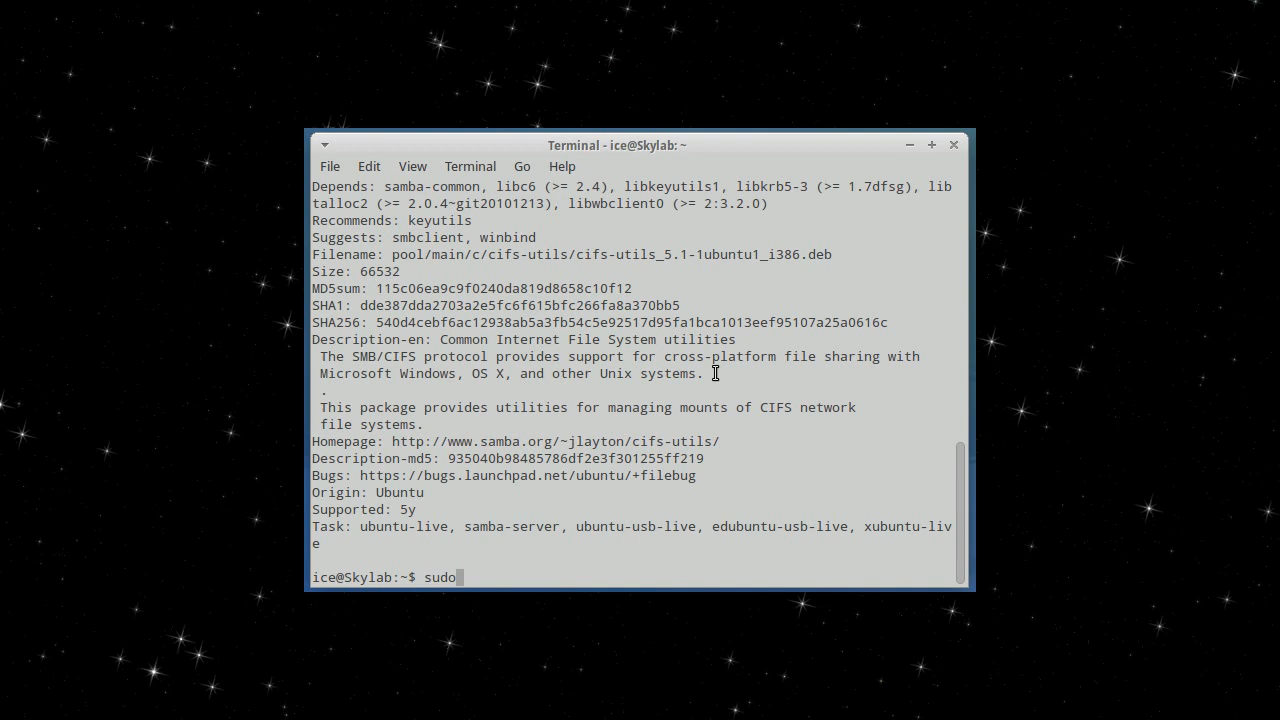 Terminal - ice@Skylab: ~
File Edit View Terminal Go Help
Depends: samba-common, libc6 (>= 2.4), libkeyutils1, libkrb5-3 (>= 1.7dfsg), lib
talloc2 (>= 2.0.4~git20101213), libwbclient0 (>= 2:3.2.0)
Recommends: keyutils
Suggests: smbclient, winbind
Filename: pool/main/c/cifs-utils/cifs-utils_5.1-1ubuntu1_i386.deb
Size: 66532
MD5sum: 115c06ea9c9f0240da819d8658c10f12
SHA1: dde387dda2703a2e5fc6f615bfc266fa8a370bb5
SHA256: 540d4cebf6ac12938ab5a3fb54c5e92517d95fa1bca1013eef95107a25a0616c
Description-en: Common Internet File System utilities
 The SMB/CIFS protocol provides support for cross-platform file sharing with
 Microsoft Windows, OS X, and other Unix systems.
 .
 This package provides utilities for managing mounts of CIFS network
 file systems.
Homepage: http://www.samba.org/~jlayton/cifs-utils/
Description-md5: 935040b98485786df2e3f301255ff219
Bugs: https://bugs.launchpad.net/ubuntu/+filebug
Origin: Ubuntu
Supported: 5y
Task: ubuntu-live, samba-server, ubuntu-usb-live, edubuntu-usb-live, xubuntu-liv
e
ice@Skylab:~$ sudo